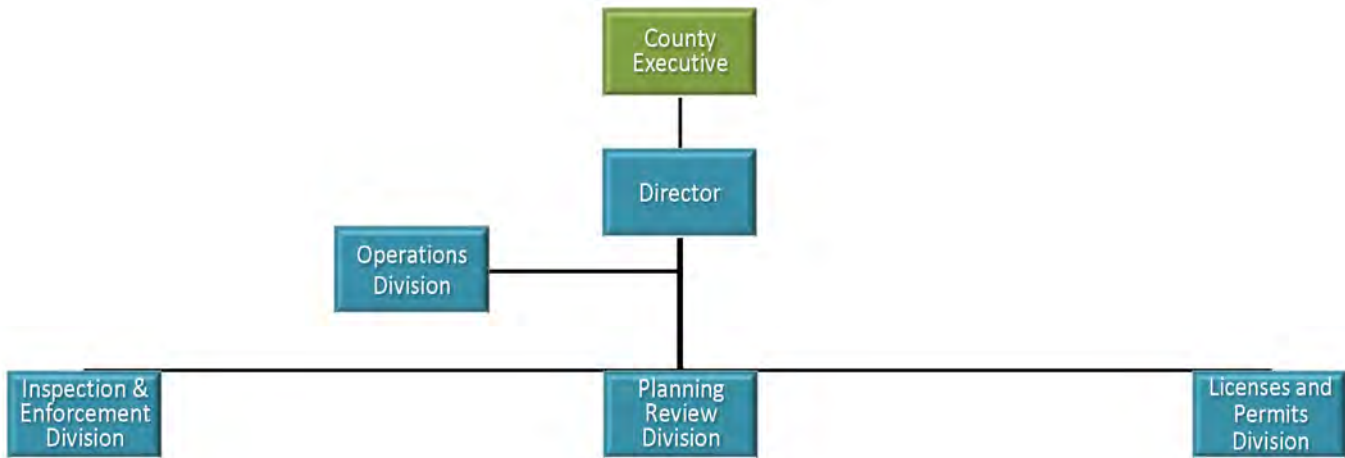 County
Executive
Director
Operations
Division
Inspection &
Enforcement
Division
Planning
Review
Division
Licenses and
Permits
Division